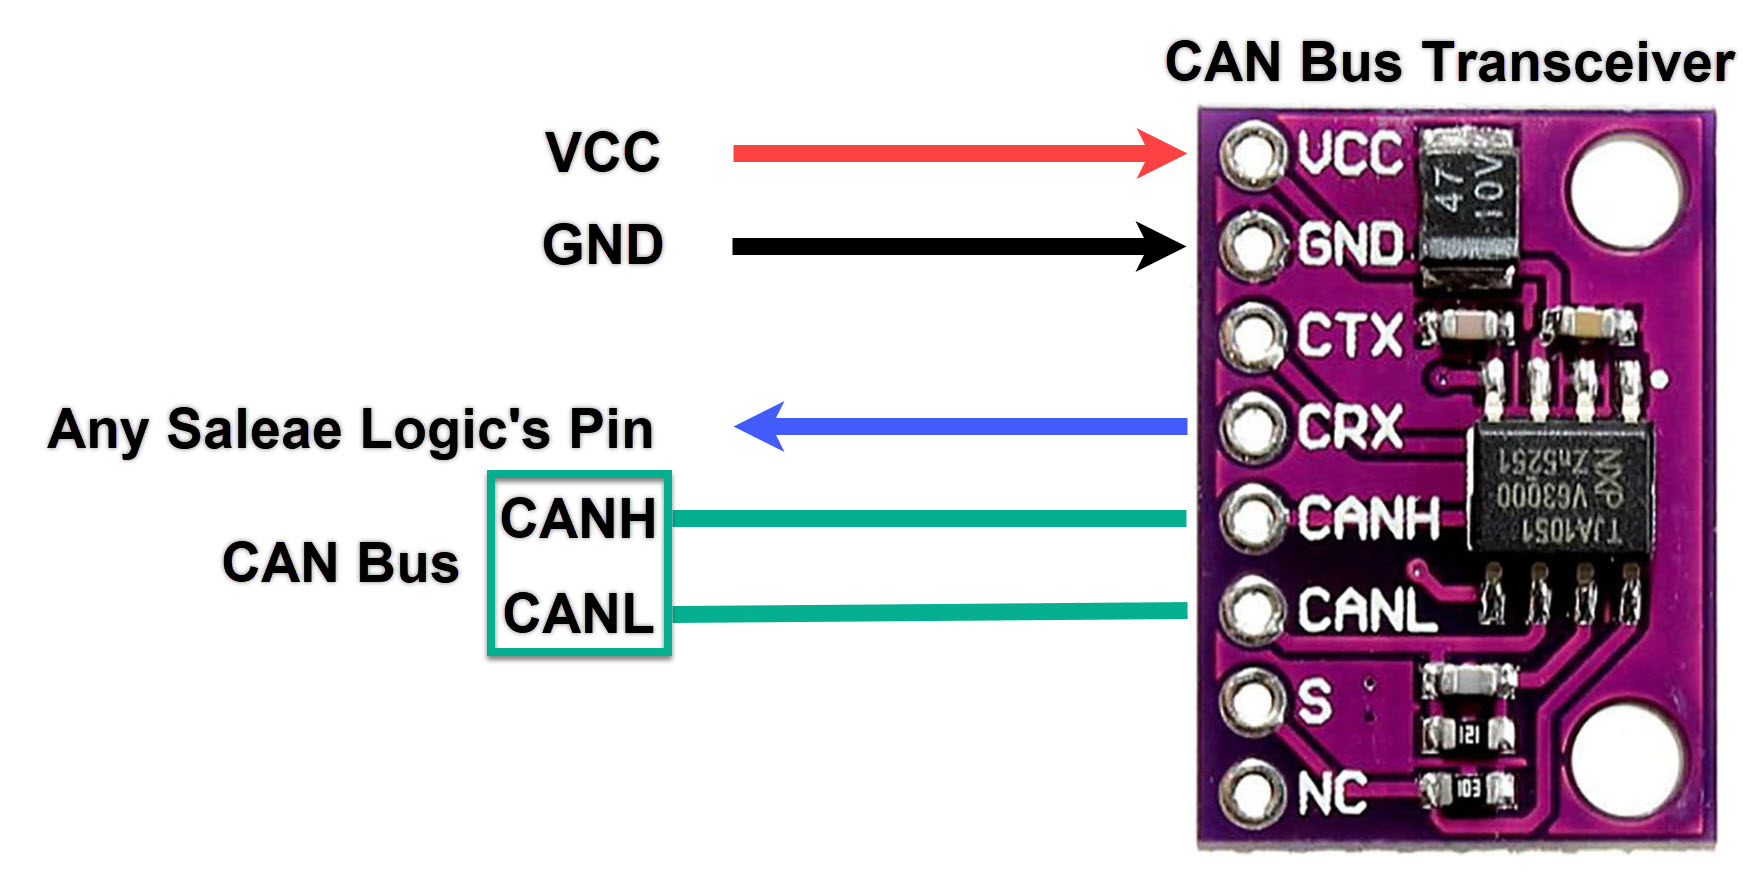 CAN Bus Transceiver
VCC
GND
Any Saleae Logic's Pin
CANH
CAN Bus
CANL
VCC
GND
CTX
CRX
CANH
CANL
S
NC
47
10V
NXP
Zn5251
V63000
TJA1051
121
103